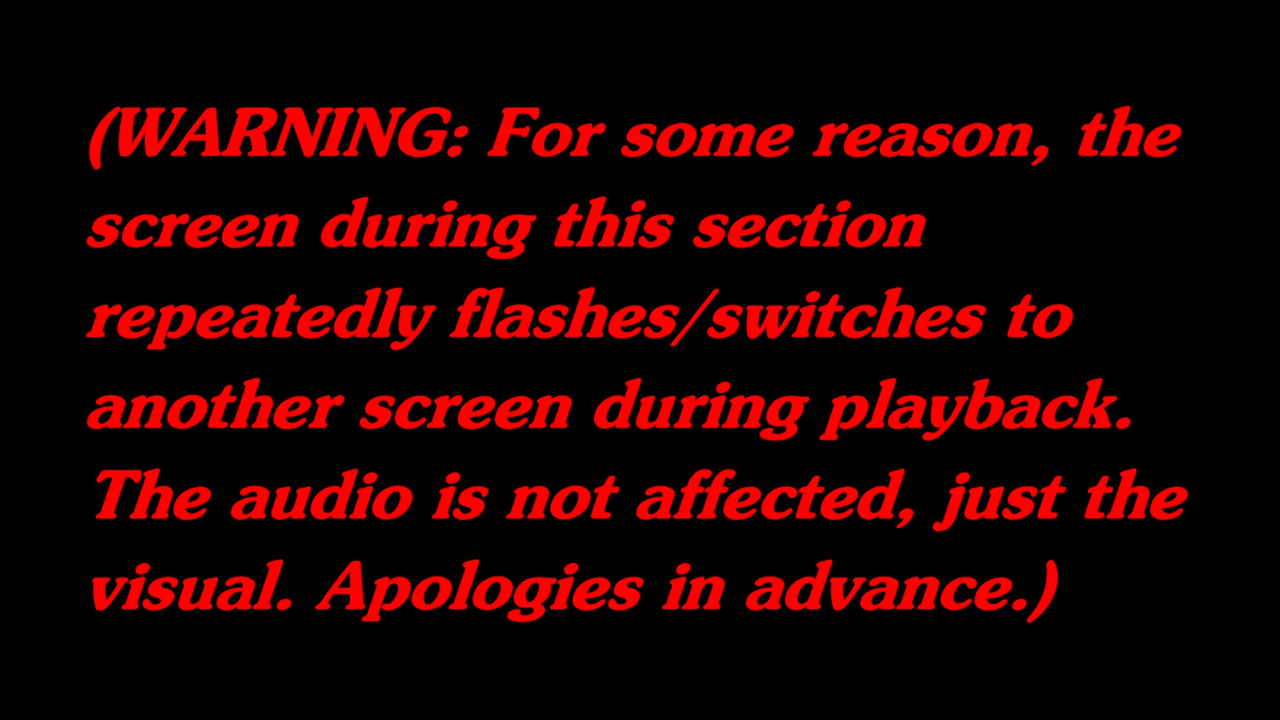 (WARNING: For some reason, the
screen during this section
repeatedly flashes/switches to
another screen during playback.
The audio is not affected, just the
visual. Apologies in advance.)